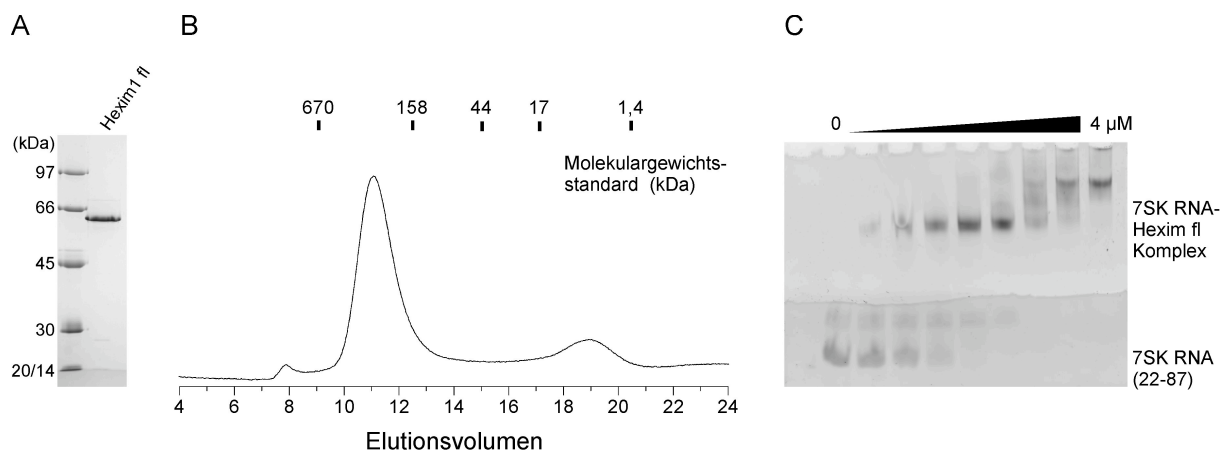 A
Hexim1 fl
(kDa)
97
66
45
30
20/14
B
670 158 44 17 1,4
Molekulargewichts-
standard (kDa)
4 6 8 10 12 14 16 18 20 22 24
Elutionsvolumen
C
0 4 µM
7SK RNA-
Hexim fl
Komplex
7SK RNA
(22-87)